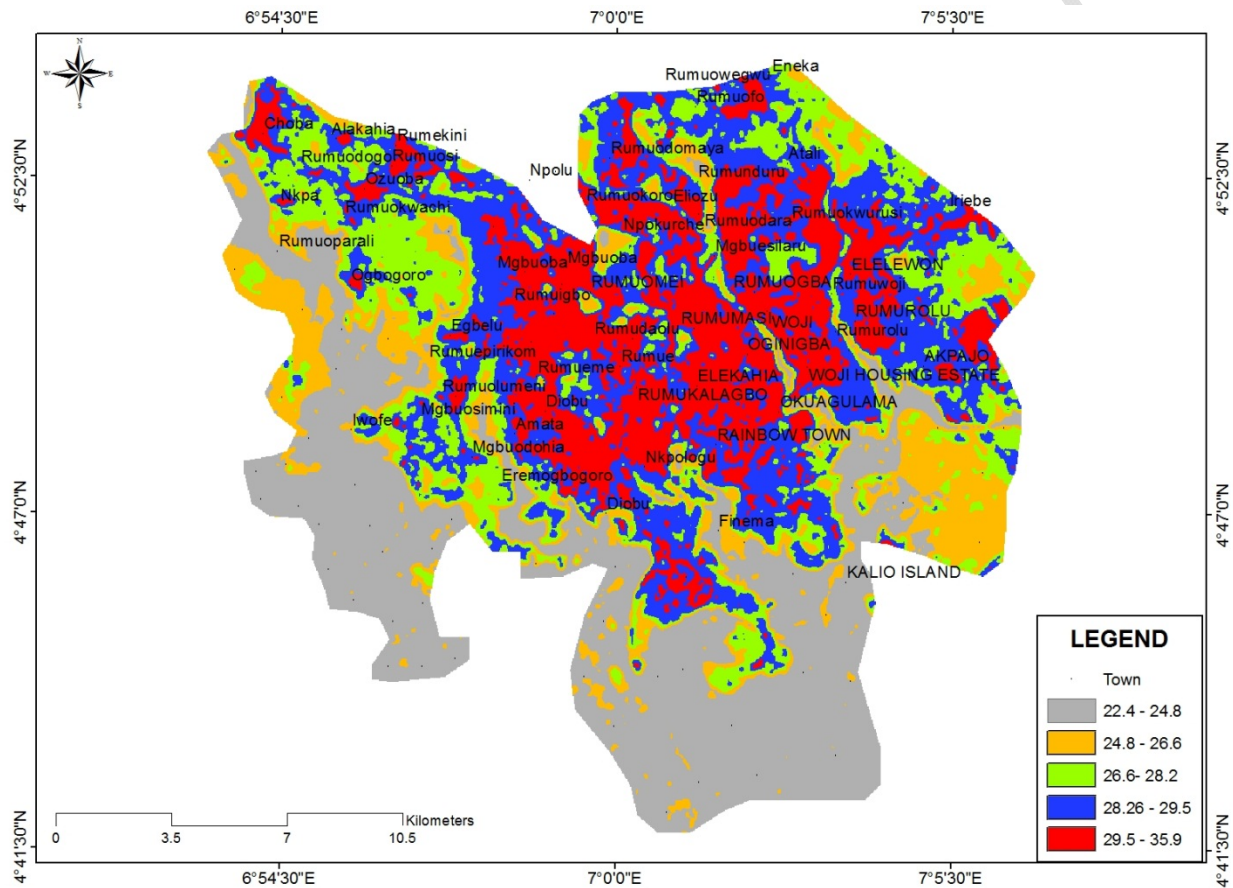 6°54'30"E
7°0'0"E
7°5'30"E
N
W
E
S
4°52'30"N
4°47'0"N
4°41'30"N
4°52'30"N
4°47'0"N
4°41'30"N
Eneka
Rumuowegwu
Rumuofo
Choba
Alakahia
Rumekini
Rumuodomaya
Atali
Rumuodogo
Rumuosi
Npolu
Rumunduru
Ozuoba
Nkpa
Rumuokoro
Eliozu
Iriebe
Rumuokwachi
Rumuokwurusi
Rumuodara
Npokurche
Rumuoparali
Mgbuesilaru
Mgbuoba
Mgbuoba
ELELEWON
Ogbogoro
RUMUOMEI
RUMUOGBA
Rumuwoji
Rumuigbo
RUMUROLU
RUMUMASI
WOJI
Egbelu
Rumudaolu
Rumurolu
OGINIGBA
Rumuepirikom
Rumue
AKPAJO
Rumueme
ELEKAHIA
WOJI HOUSING ESTATE
Rumuolumeni
RUMUKALAGBO
Diobu
OKUAGULAMA
Mgbuosimini
Iwofe
Amata
RAINBOW TOWN
Mgbuodohia
Nkpologu
Eremogbogoro
Diobu
Finema
KALIO ISLAND
LEGEND
Town
22.4 - 24.8
24.8 - 26.6
26.6- 28.2
28.26 - 29.5
29.5 - 35.9
Kilometers
0 3.5 7 10.5
6°54'30"E
7°0'0"E
7°5'30"E